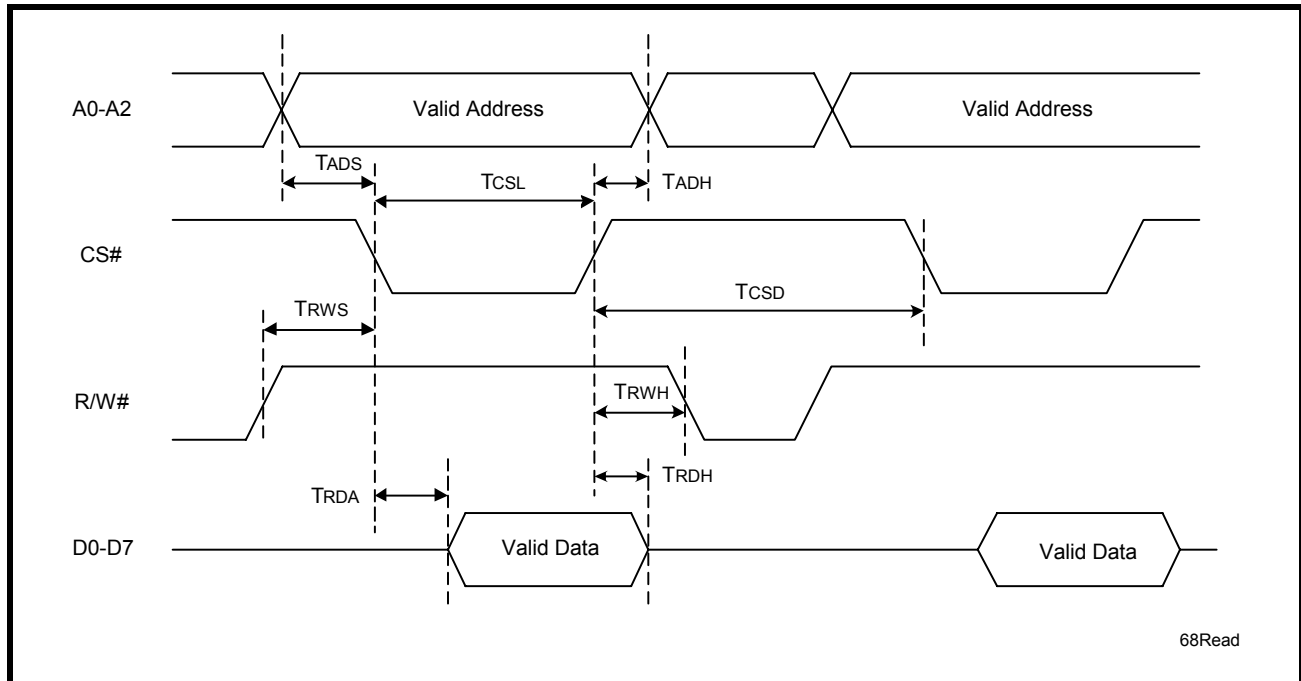 A0-A2
Valid Address
Valid Address
TADS
TCSL
TADH
CS#
TCSD
TRWS
R/W#
TRWH
TRDH
TRDA
D0-D7
Valid Data
Valid Data
68Read